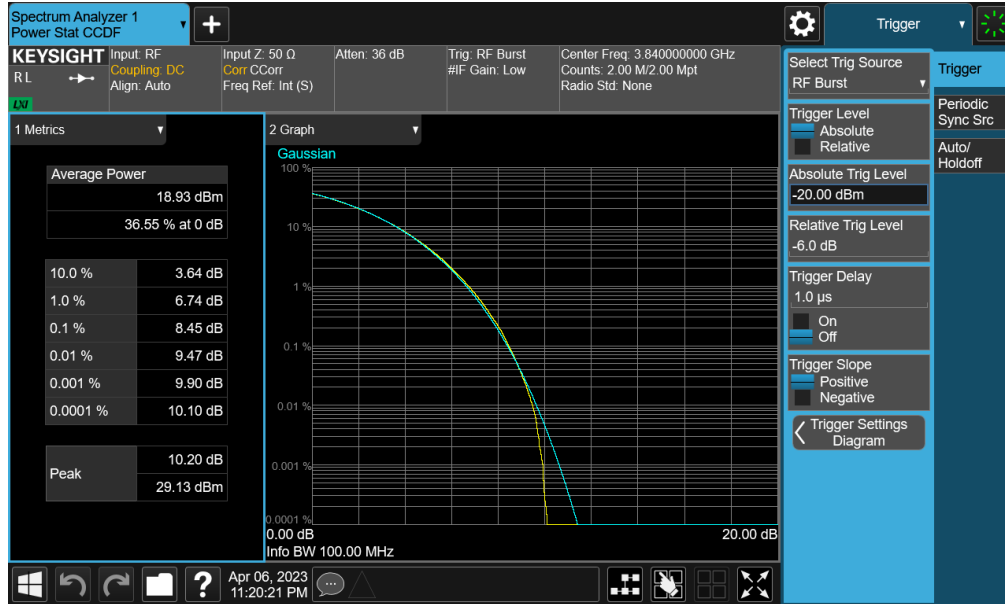 Spectrum Analyzer 1
Power Stat CCDF
+
Trigger
KEYSIGHT
RL
LXI
Input: RF
Coupling: DC
Align: Auto
Input Z: 50 Ω
Corr CCorr
Freq Ref: Int (S)
Atten: 36 dB
Trig: RF Burst
#IF Gain: Low
Center Freq: 3.840000000 GHz
Counts: 2.00 M/2.00 Mpt
Radio Std: None
1 Metrics
Average Power
18.93 dBm
36.55 % at 0 dB
10.0 % 3.64 dB
1.0 % 6.74 dB
0.1 % 8.45 dB
0.01 % 9.47 dB
0.001 % 9.90 dB
0.0001 % 10.10 dB
Peak
10.20 dB
29.13 dBm
2 Graph
Gaussian
100 %
10 %
1 %
0.1 %
0.01 %
0.001 %
0.0001 %
0.00 dB 20.00 dB
Info BW 100.00 MHz
Select Trig Source
RF Burst
Trigger Level
Absolute
Relative
Absolute Trig Level
-20.00 dBm
Relative Trig Level
-6.0 dB
Trigger Delay
1.0 µs
On
Off
Trigger Slope
Positive
Negative
Trigger Settings
Diagram
Trigger
Periodic
Sync Src
Auto/
Holdoff
?
Apr 06, 2023
11:20:21 PM